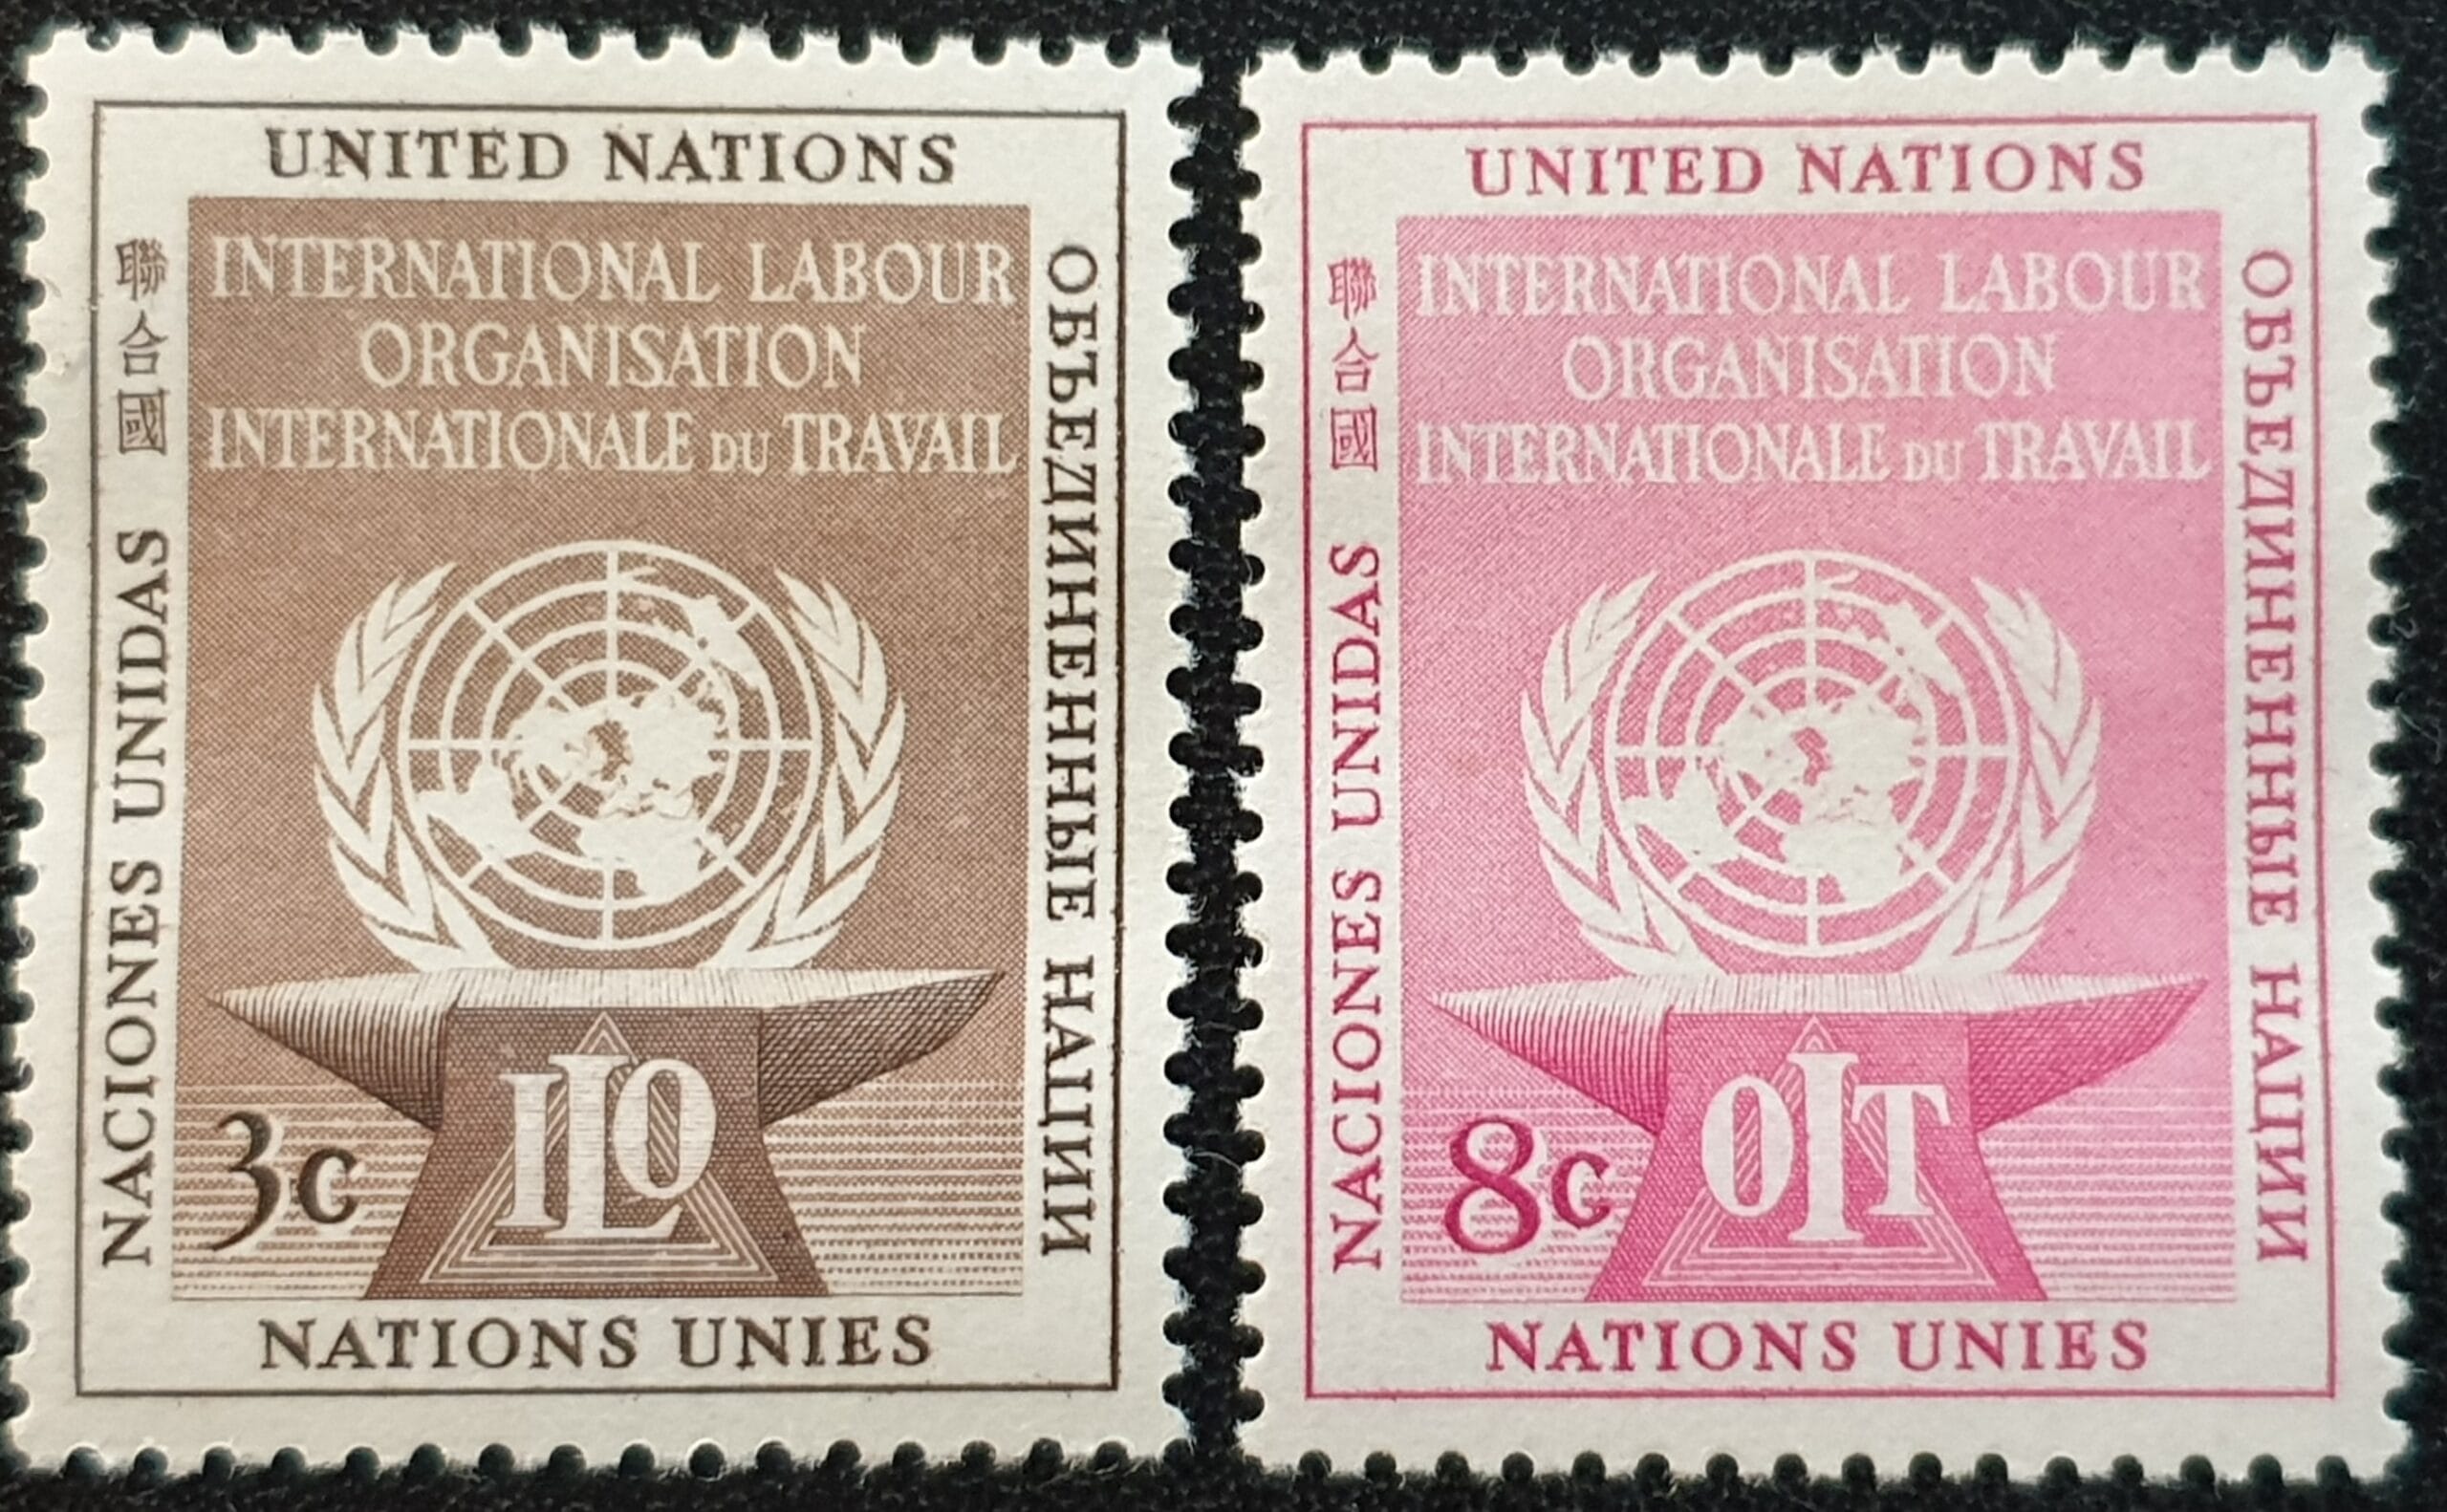 UNITED NATIONS
聯合國
NACIONES UNIDAS
INTERNATIONAL LABOUR
ORGANISATION
INTERNATIONALE DU TRAVAIL
ОБЪЕДИНЕННЫЕ НАЦИИ
3c
ILO
NATIONS UNIES
UNITED NATIONS
聯合國
NACIONES UNIDAS
INTERNATIONAL LABOUR
ORGANISATION
INTERNATIONALE DU TRAVAIL
ОБЪЕДИНЕННЫЕ НАЦИИ
8c
OIT
NATIONS UNIES